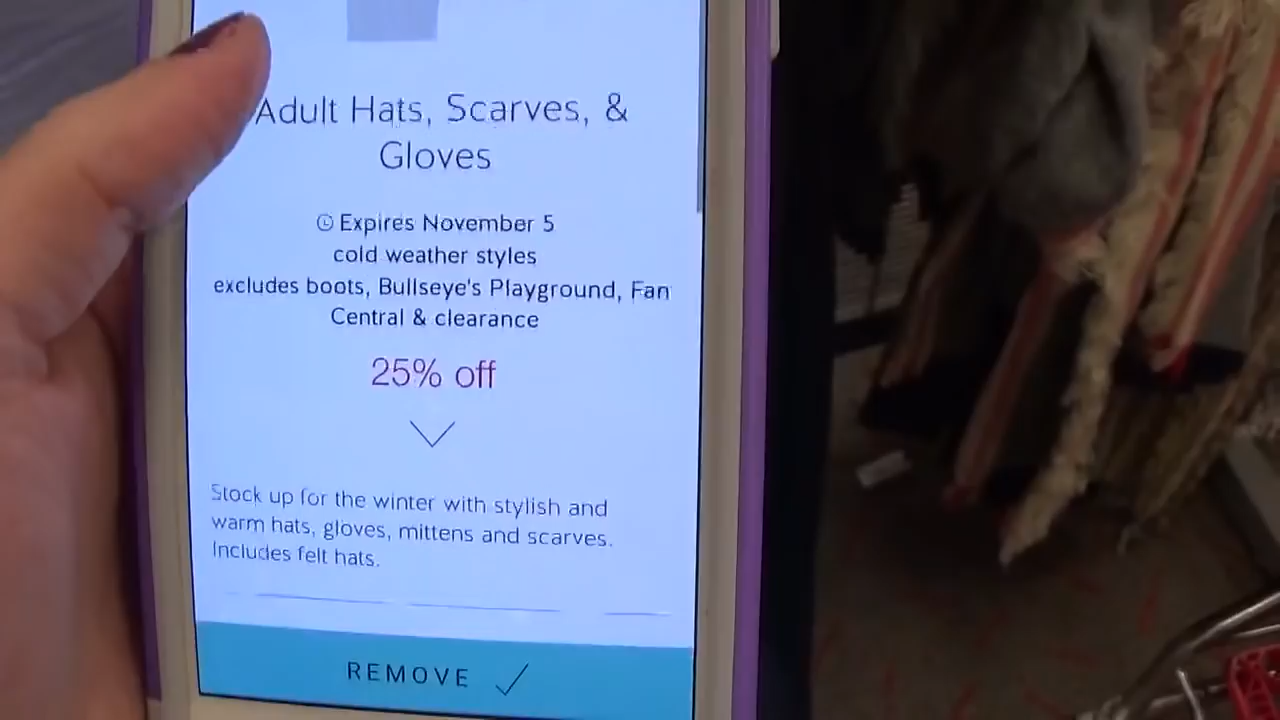 Adult Hats, Scarves, &
Gloves
Expires November 5
cold weather styles
excludes boots, Bullseye's Playground, Fan
Central & clearance
25% off
Stock up for the winter with stylish and
warm hats, gloves, mittens and scarves.
Includes felt hats.
REMOVE